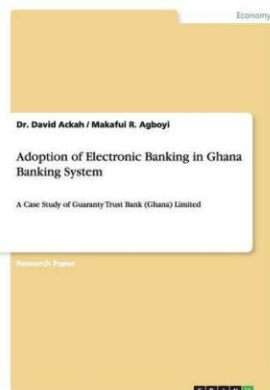 Economy
Dr. David Ackah / Makafui R. Agboyi
Adoption of Electronic Banking in Ghana
Banking System
A Case Study of Guaranty Trust Bank (Ghana) Limited
Research Paper